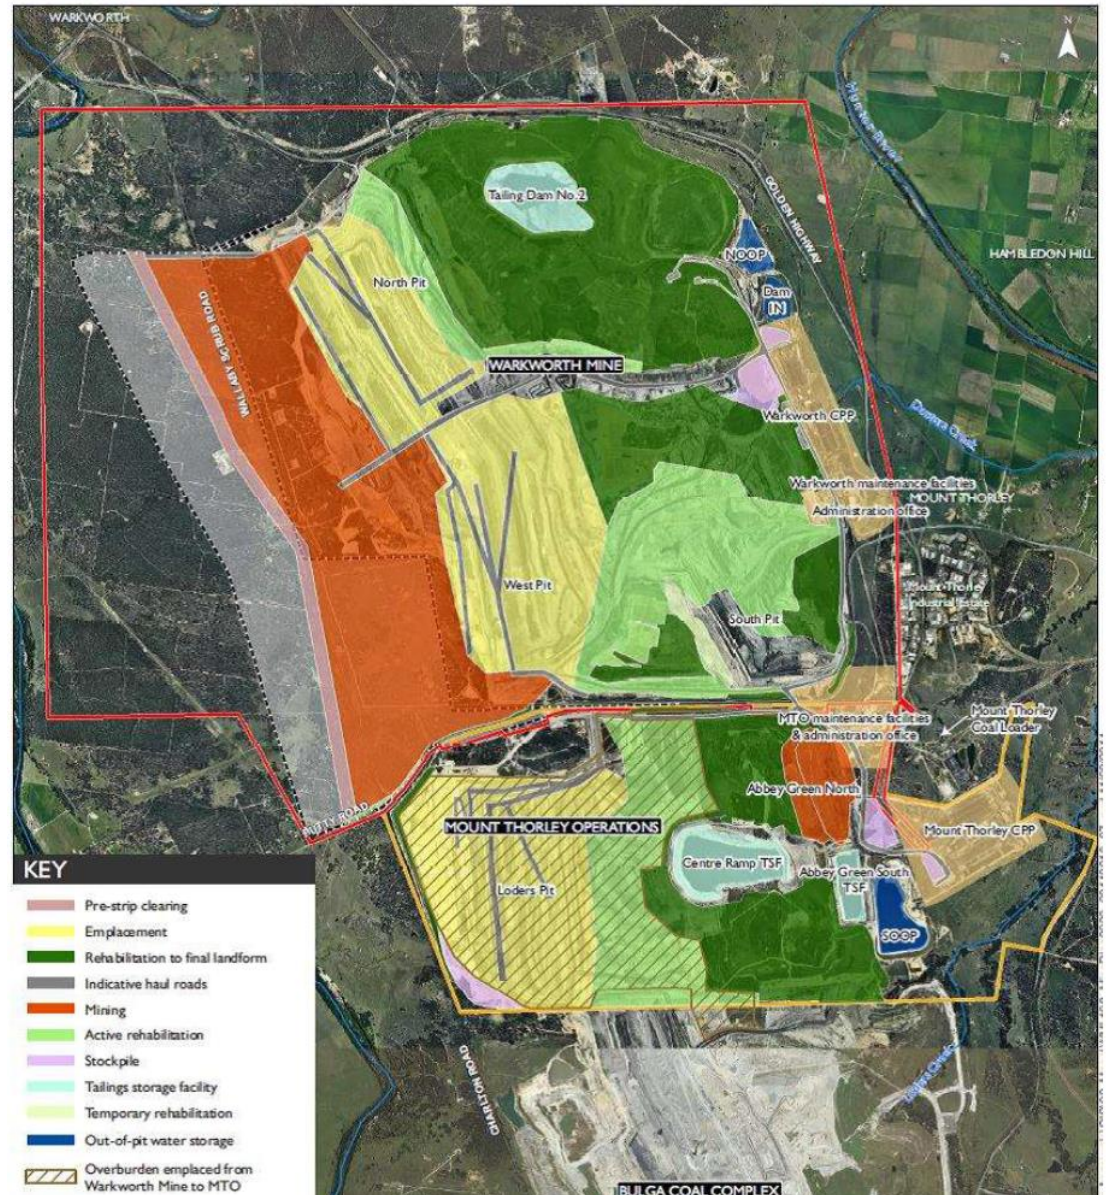 WARKWORTH
N
Hunter River
GOLDEN HIGHWAY
Tailing Dam No.2
NOOP
HAMBLEDON HILL
North Pit
Dam
IN
WALLABY SCRUB ROAD
WARKWORTH MINE
Warkworth CPP
Doctors Creek
Warkworth maintenance facilities
MOUNT THORLEY
Administration office
West Pit
Mount Thorley
Industrial Estate
South Pit
MTO maintenance facilities
& administration office
Mount Thorley
Coal Loader
Abbey Green North
PUTTY ROAD
MOUNT THORLEY OPERATIONS
Mount Thorley CPP
Centre Ramp TSF
Abbey Green South
TSF
Loders Pit
SOOP
CHARLTON ROAD
Loders Creek
BULGA COAL COMPLEX
KEY
Pre-strip clearing
Emplacement
Rehabilitation to final landform
Indicative haul roads
Mining
Active rehabilitation
Stockpile
Tailings storage facility
Temporary rehabilitation
Out-of-pit water storage
Overburden emplaced from
Warkworth Mine to MTO